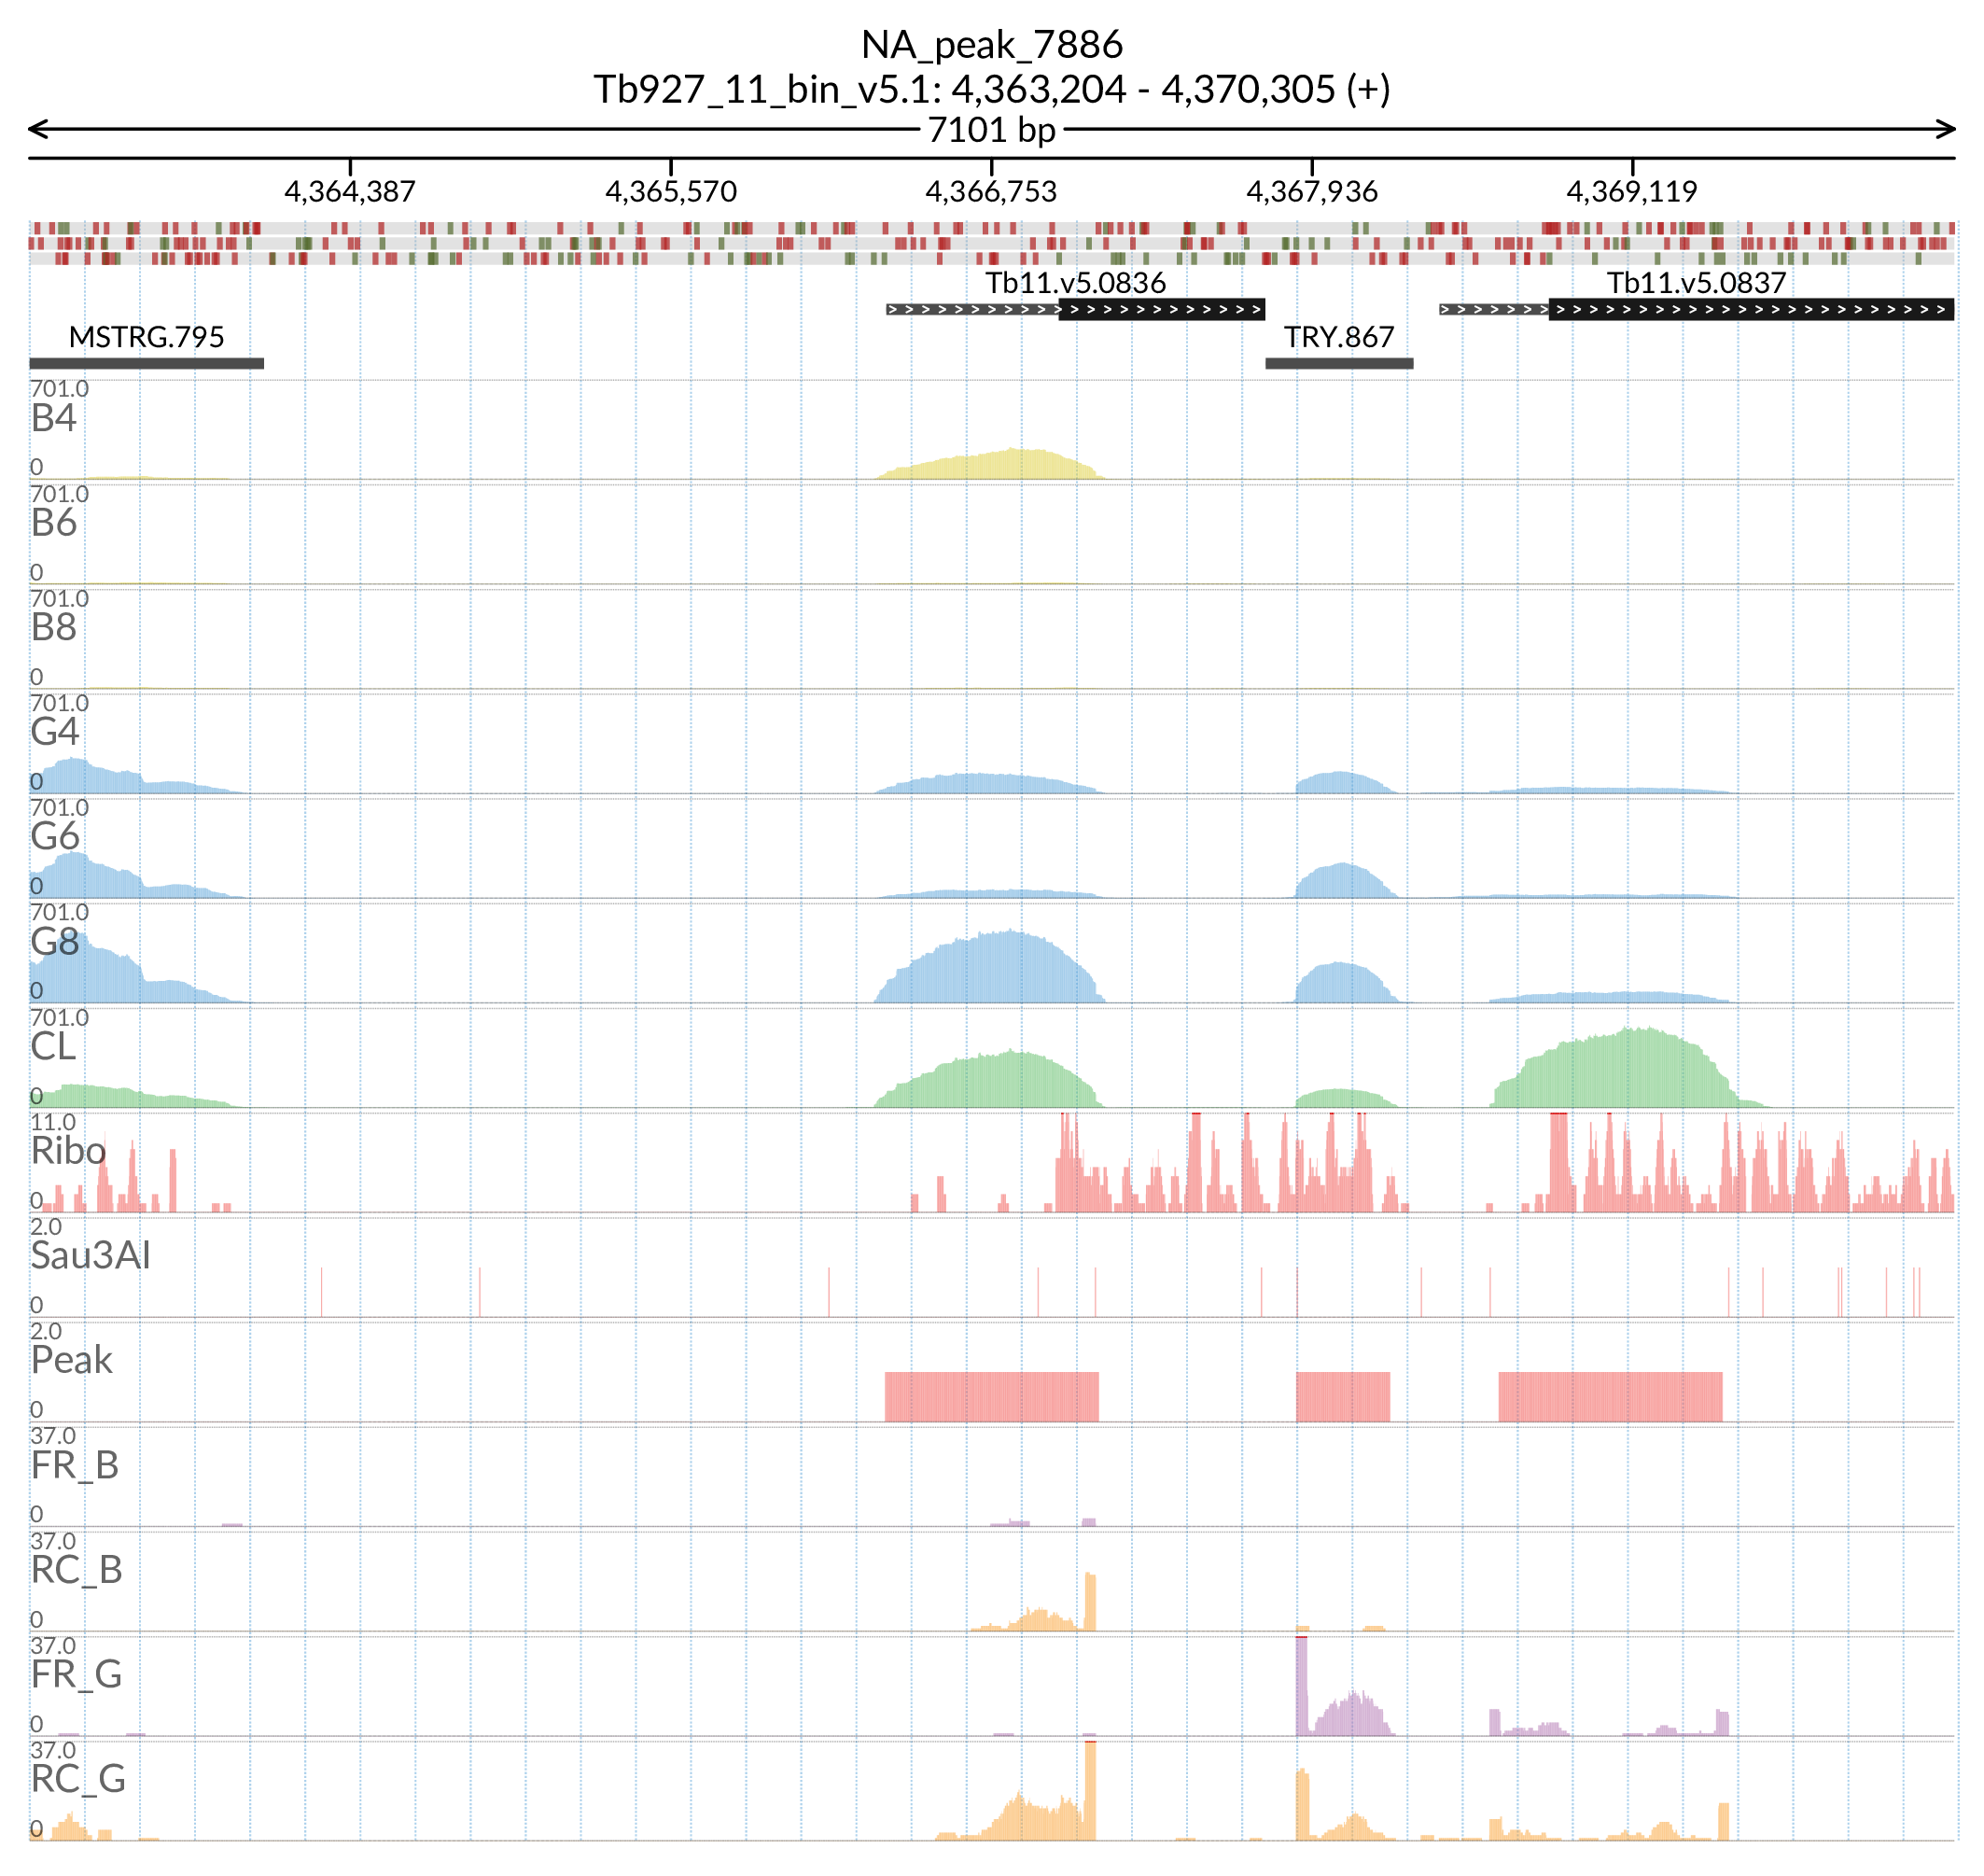 NA_peak_7886
Tb927_11_bin_v5.1: 4,363,204 - 4,370,305 (+)
7101 bp
4,364,387 4,365,570 4,366,753 4,367,936 4,369,119
Tb11.v5.0836 Tb11.v5.0837
MSTRG.795 TRY.867
701.0
B4
0
701.0
B6
0
701.0
B8
0
701.0
G4
0
701.0
G6
0
701.0
G8
0
701.0
CL
0
11.0
Ribo
0
2.0
Sau3AI
0
2.0
Peak
0
37.0
FR_B
0
37.0
RC_B
0
37.0
FR_G
0
37.0
RC_G
0